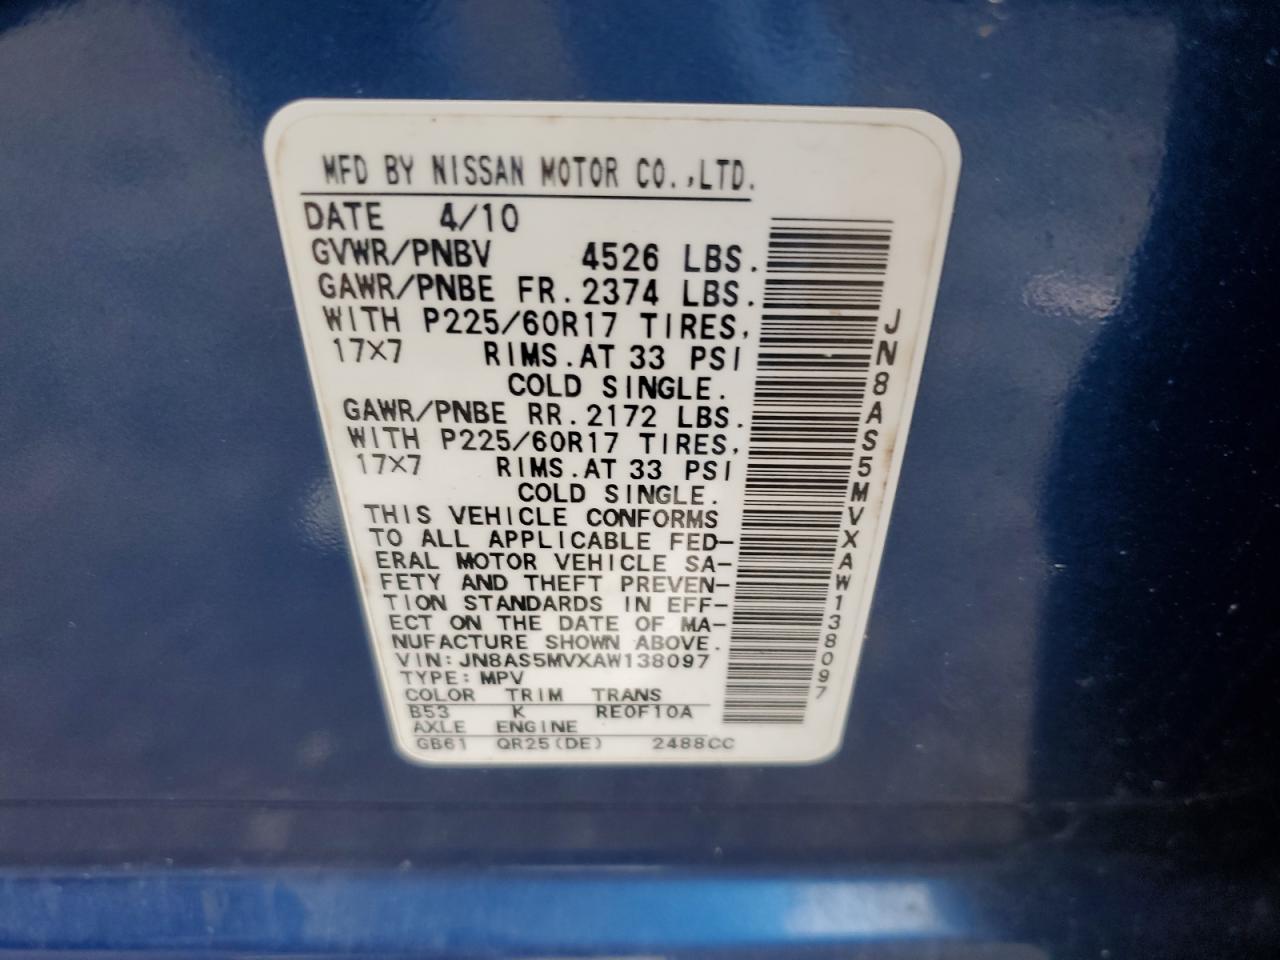 MFD BY NISSAN MOTOR CO.,LTD.
DATE 4/10
GVWR/PNBV 4526 LBS.
GAWR/PNBE FR. 2374 LBS.
WITH P225/60R17 TIRES,
17×7 RIMS. AT 33 PSI
COLD SINGLE.
GAWR/PNBE RR. 2172 LBS.
WITH P225/60R17 TIRES,
17×7 RIMS. AT 33 PSI
COLD SINGLE.
THIS VEHICLE CONFORMS
TO ALL APPLICABLE FED-
ERAL MOTOR VEHICLE SA-
FETY AND THEFT PREVEN-
TION STANDARDS IN EFF-
ECT ON THE DATE OF MA-
NUFACTURE SHOWN ABOVE.
VIN: JN8AS5MVXAW138097
TYPE: MPV
COLOR TRIM TRANS
B53 K RE0F10A
AXLE ENGINE
GB61 QR25(DE) 2488CC
JN8AS5MVXAW138097